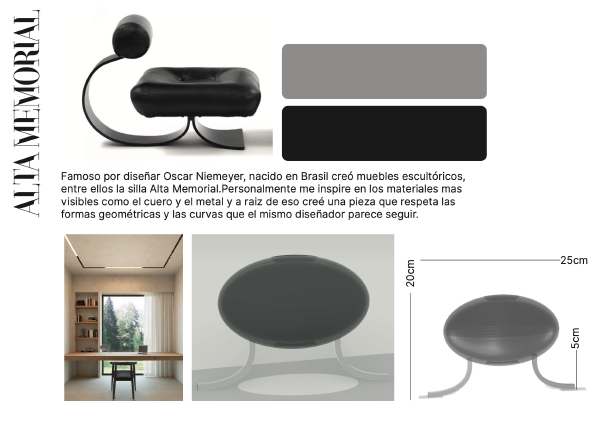 ALTA MEMORIAL
Famoso por diseñar Oscar Niemeyer, nacido en Brasil creó muebles escultóricos,
entre ellos la silla Alta Memorial.Personalmente me inspire en los materiales mas
visibles como el cuero y el metal y a raiz de eso creé una pieza que respeta las
formas geométricas y las curvas que el mismo diseñador parece seguir.
25cm
20cm
5cm